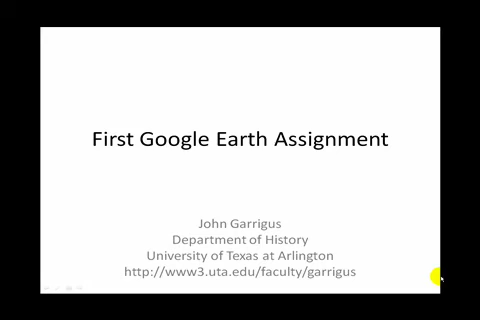 First Google Earth Assignment
John Garrigus
Department of History
University of Texas at Arlington
http://www3.uta.edu/faculty/garrigus